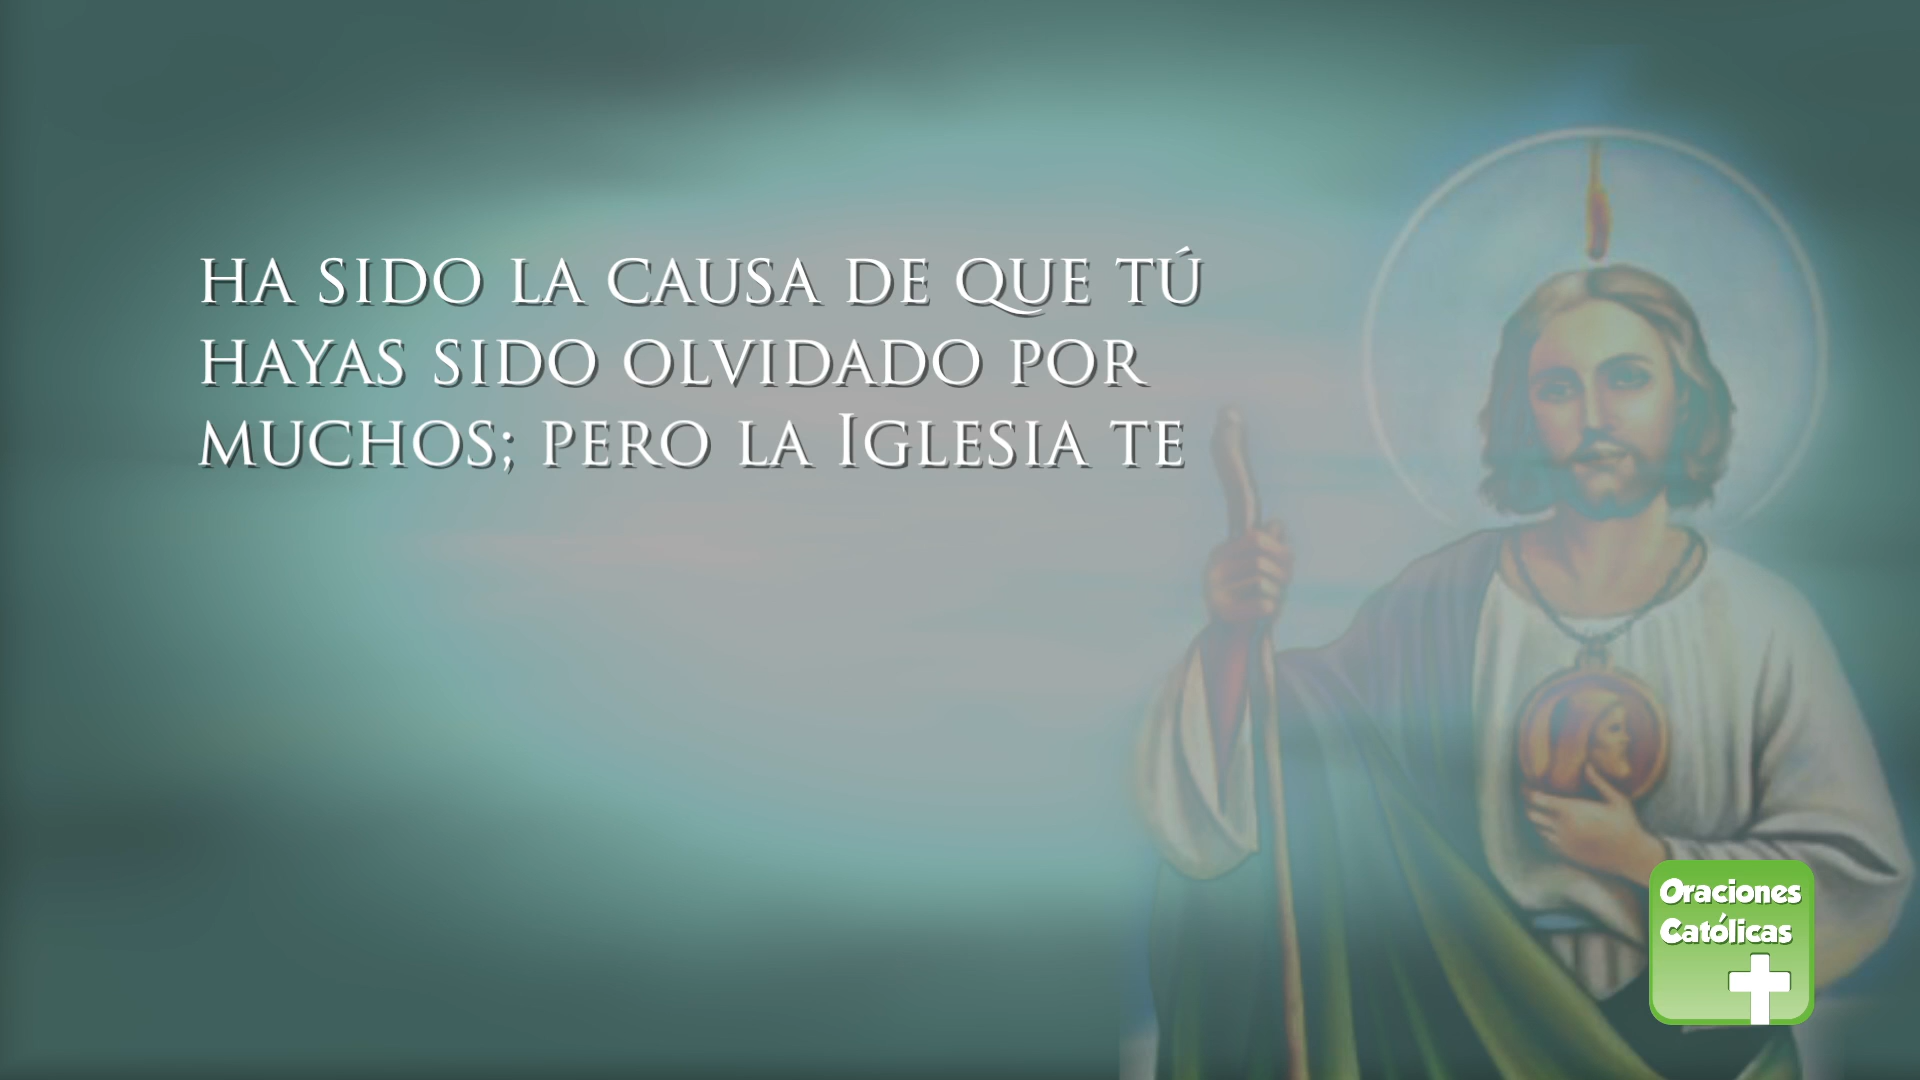 HA SIDO LA CAUSA DE QUE TÚ
HAYAS SIDO OLVIDADO POR
MUCHOS; PERO LA IGLESIA TE
Oraciones
Católicas